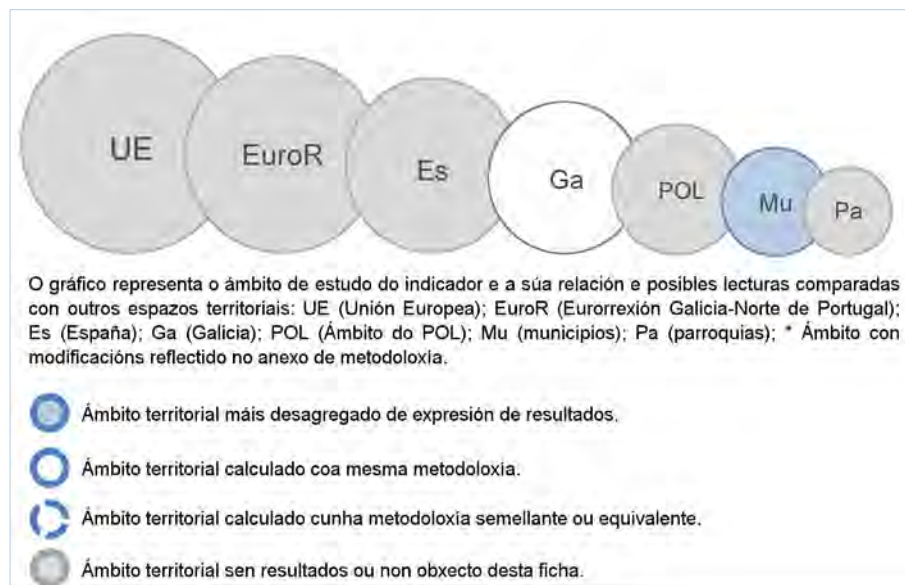 UE
EuroR
Es
Ga
POL
Mu
Pa
O gráfico representa o ámbito de estudo do indicador e a súa relación e posibles lecturas comparadas
con outros espazos territoriais: UE (Unión Europea); EuroR (Eurorrexión Galicia-Norte de Portugal);
Es (España); Ga (Galicia); POL (Ámbito do POL); Mu (municipios); Pa (parroquias); * Ámbito con
modificacións reflectido no anexo de metodoloxia.
Ámbito territorial máis desagregado de expresión de resultados.
Ámbito territorial calculado coa mesma metodoloxia.
Ámbito territorial calculado cunha metodoloxia semellante ou equivalente.
Ámbito territorial sen resultados ou non obxecto desta ficha.